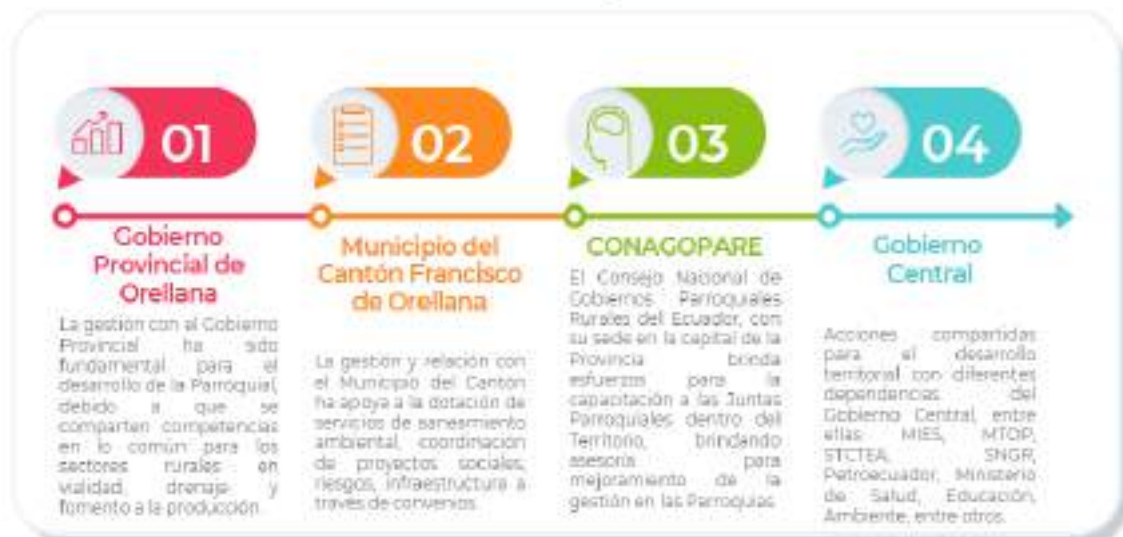 01
Gobierno
Provincial de
Orellana
La gestión con el Gobierno
Provincial ha sido
fundamental para el
desarrollo de la Parroquial,
debido a que se
comparten competencias
en lo común para los
sectores rurales en
vialidad, drenaje y
fomento a la producción.
02
Municipio del
Cantón Francisco
de Orellana
La gestión y relación con
el Municipio del Cantón
ha apoya a la dotación de
servicios de saneamiento
ambiental, coordinación
de proyectos sociales,
riesgos, infraestructura a
través de convenios.
03
CONAGOPARE
El Consejo Nacional de
Gobiernos Parroquiales
Rurales del Ecuador, con
su sede en la capital de la
Provincia brinda
esfuerzos para la
capacitación a las Juntas
Parroquiales dentro del
Territorio, brindando
asesoría para
mejoramiento de la
gestión en las Parroquias.
04
Gobierno
Central
Acciones compartidas
para el desarrollo
territorial con diferentes
dependencias del
Gobierno Central, entre
ellas MIES, MTOP,
STCTEA, SNGR,
Petroecuador, Ministerio
de Salud, Educación,
Ambiente, entre otros.